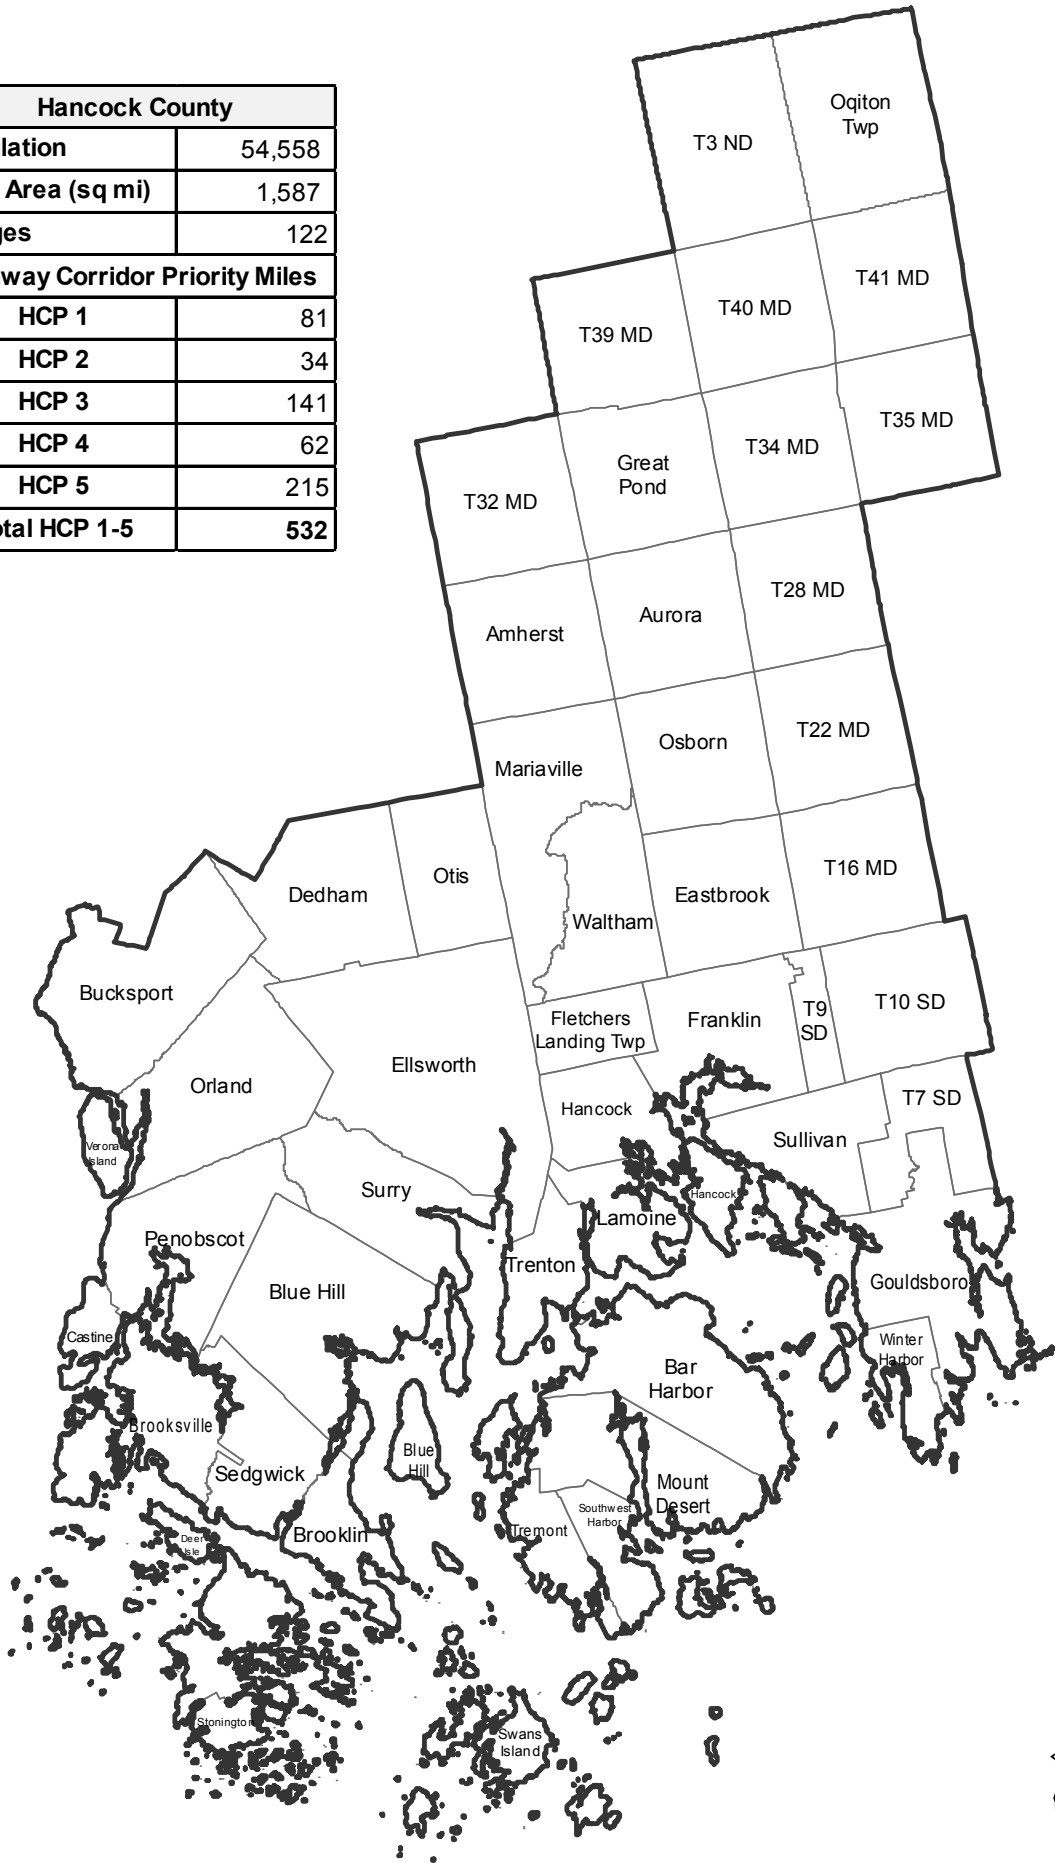 Hancock County
lation 54,558
Area (sq mi) 1,587
ges 122
way Corridor Priority Miles
HCP 1 81
HCP 2 34
HCP 3 141
HCP 4 62
HCP 5 215
otal HCP 1-5 532
T3 ND
Oqiton
Twp
T39 MD
T40 MD
T41 MD
T32 MD
Great
Pond
T34 MD
T35 MD
Amherst
Aurora
T28 MD
Mariaville
Osborn
T22 MD
Dedham
Otis
Waltham
Eastbrook
T16 MD
Bucksport
Orland
Ellsworth
Fletchers
Landing Twp
Franklin
T9
SD
T10 SD
Verona
Island
Hancock
Sullivan
T7 SD
Surry
Hancock
Penobscot
Lamoine
Blue Hill
Trenton
Gouldsboro
Castine
Winter
Harbor
Bar
Harbor
Brooksville
Blue
Hill
Sedgwick
Mount
Desert
Southwest
Harbor
Deer
Isle
Brooklin
Tremont
Stonington
Swans
Island